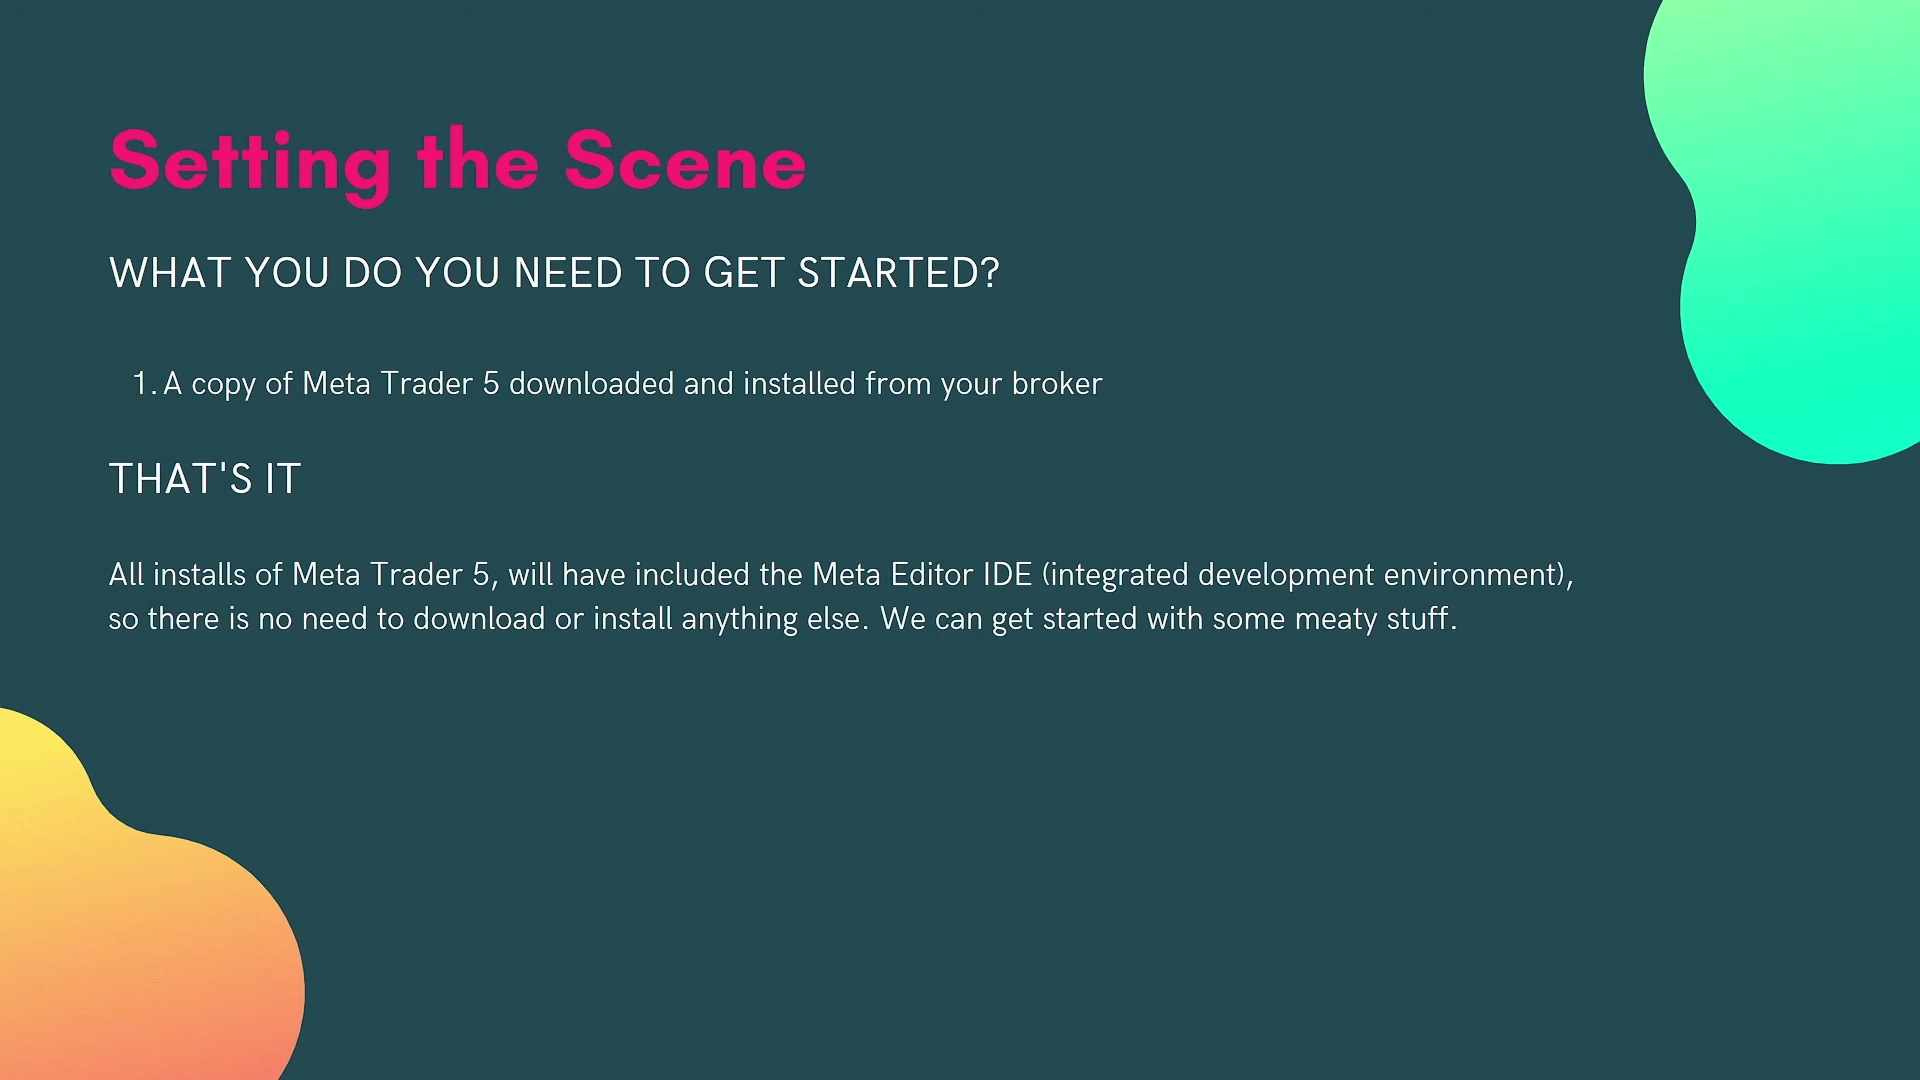 Setting the Scene
WHAT YOU DO YOU NEED TO GET STARTED?
1. A copy of Meta Trader 5 downloaded and installed from your broker
THAT'S IT
All installs of Meta Trader 5, will have included the Meta Editor IDE (integrated development environment),
so there is no need to download or install anything else. We can get started with some meaty stuff.